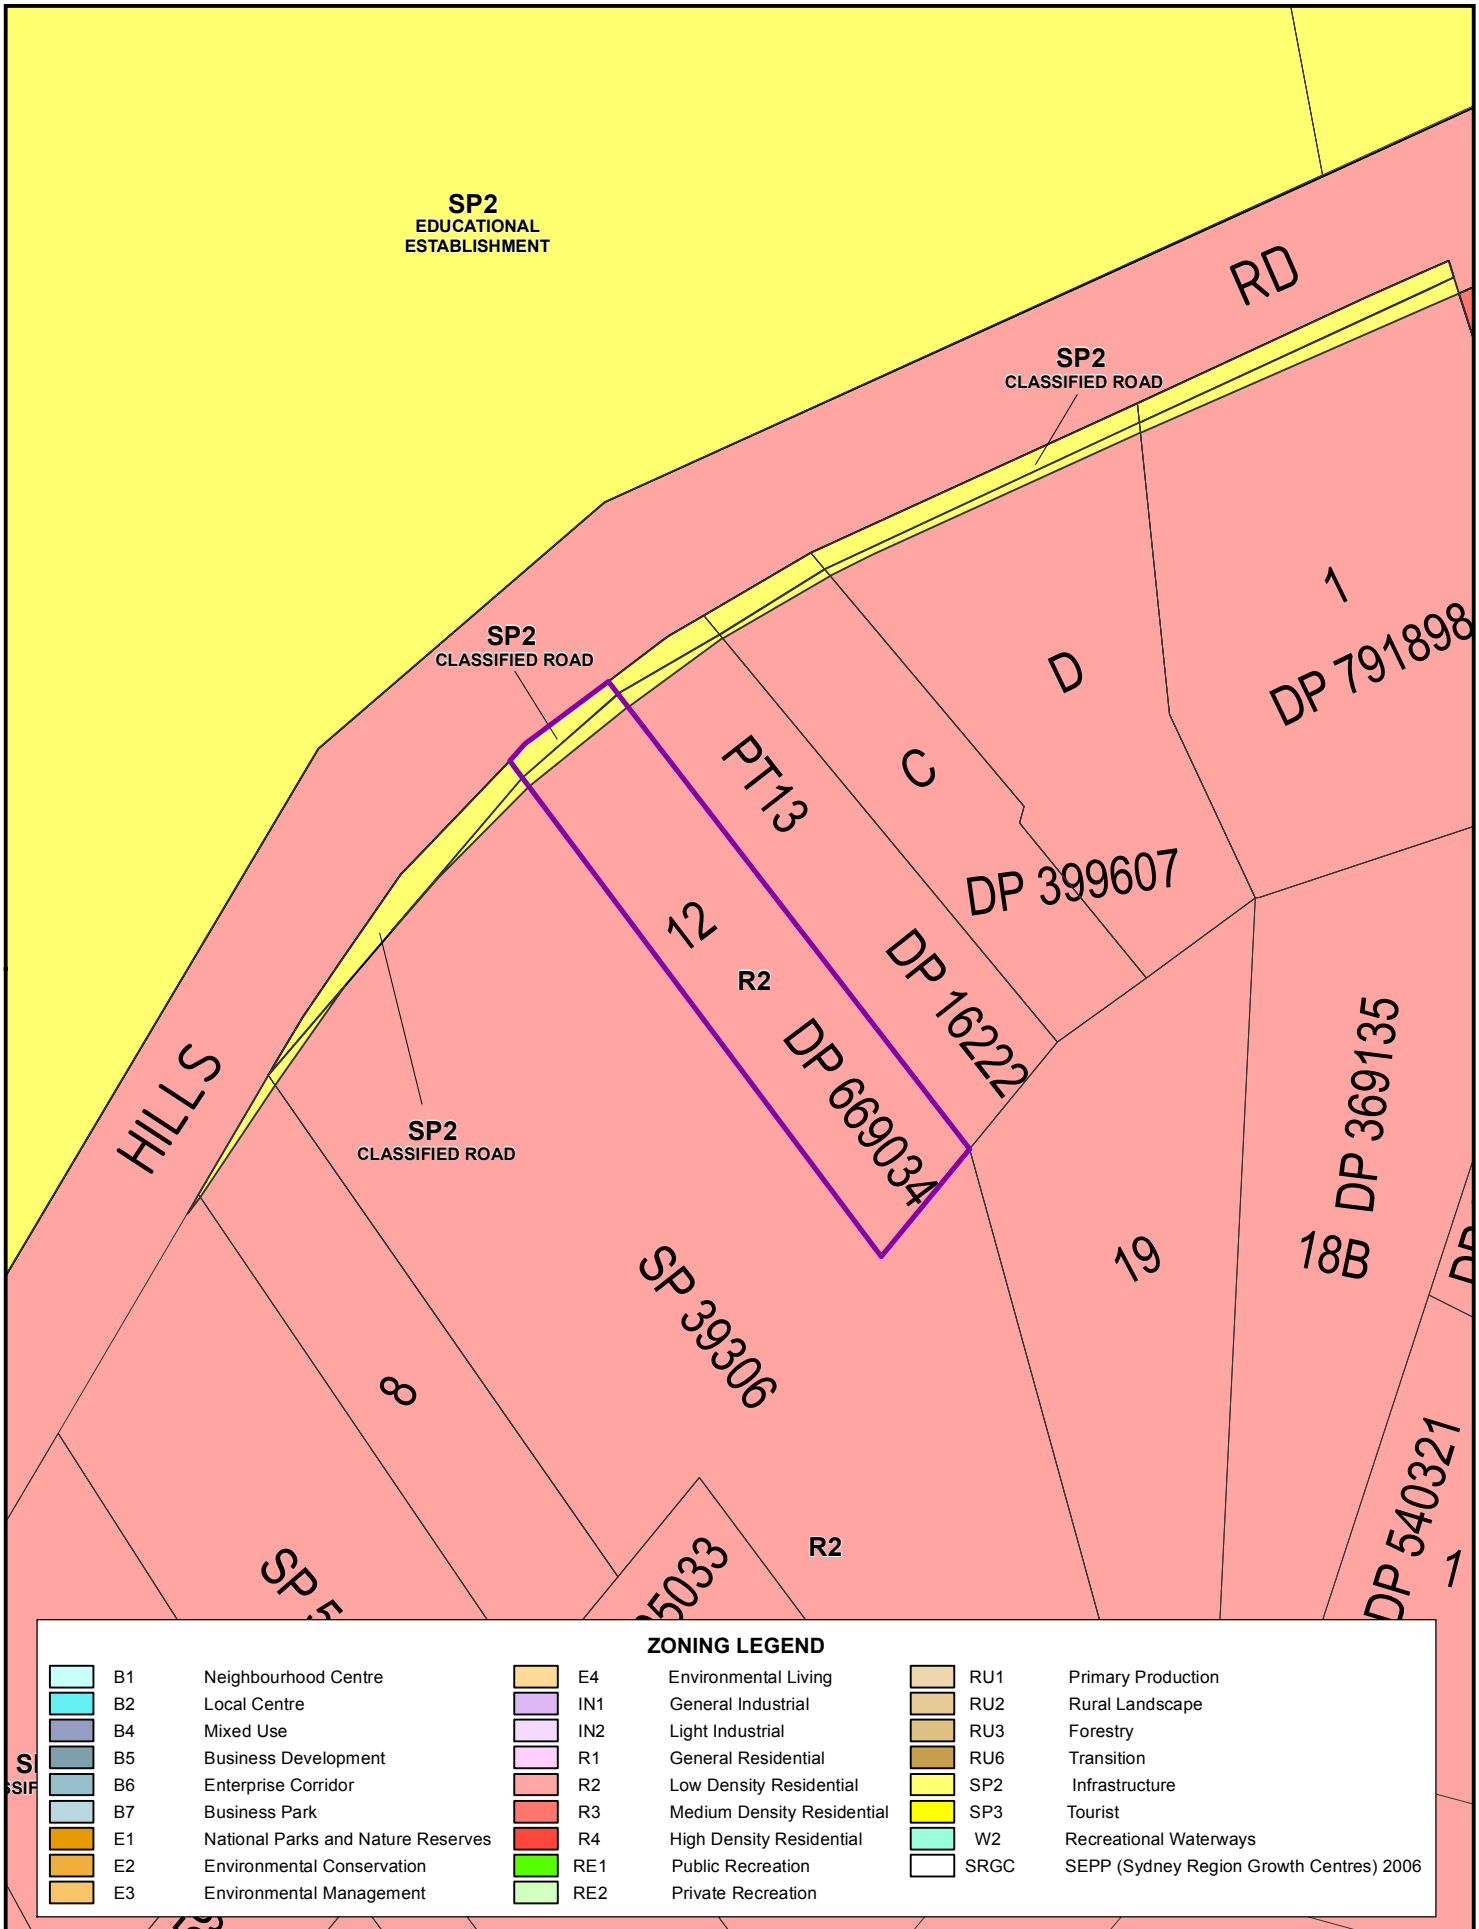 SP2
EDUCATIONAL
ESTABLISHMENT
RD
SP2
CLASSIFIED ROAD
SP2
CLASSIFIED ROAD
1
DP 791898
D
C
PT13
DP 399607
12
R2
DP 16222
DP 669034
HILLS
SP2
CLASSIFIED ROAD
DP 369135
18B
19
DP
SP 39306
8
DP 540321
1
R2
SP 5
5033
ZONING LEGEND
B1 Neighbourhood Centre
B2 Local Centre
B4 Mixed Use
B5 Business Development
B6 Enterprise Corridor
B7 Business Park
E1 National Parks and Nature Reserves
E2 Environmental Conservation
E3 Environmental Management
E4 Environmental Living
IN1 General Industrial
IN2 Light Industrial
R1 General Residential
R2 Low Density Residential
R3 Medium Density Residential
R4 High Density Residential
RE1 Public Recreation
RE2 Private Recreation
RU1 Primary Production
RU2 Rural Landscape
RU3 Forestry
RU6 Transition
SP2 Infrastructure
SP3 Tourist
W2 Recreational Waterways
SRGC SEPP (Sydney Region Growth Centres) 2006